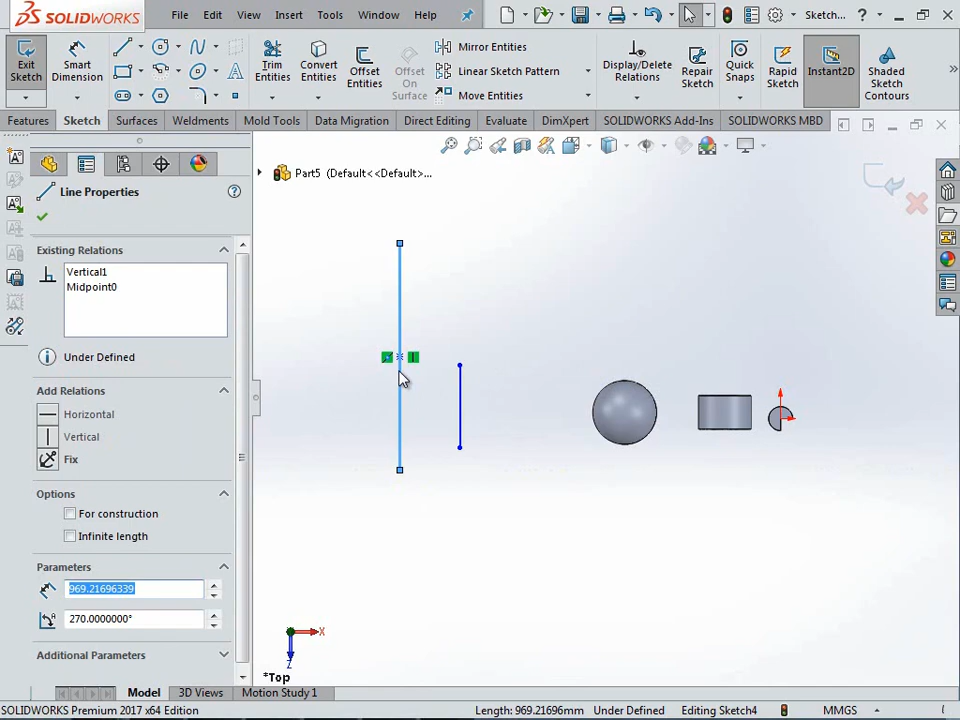 SOLIDWORKS File Edit View Insert Tools Window Help Sketch... ?
Exit Sketch
Smart Dimension
Trim Entities
Convert Entities
Offset Entities
Offset On Surface
Mirror Entities
Linear Sketch Pattern
Move Entities
Display/Delete Relations
Repair Sketch
Quick Snaps
Rapid Sketch
Instant2D
Shaded Sketch Contours
Features Sketch Surfaces Weldments Mold Tools Data Migration Direct Editing Evaluate DimXpert SOLIDWORKS Add-Ins SOLIDWORKS MBD
Part5 (Default<<Default>...
Line Properties
Existing Relations
Vertical1
Midpoint0
Under Defined
Add Relations
Horizontal
Vertical
Fix
Options
For construction
Infinite length
Parameters
969.21696339
270.0000000°
Additional Parameters
X
Z
*Top
Model 3D Views Motion Study 1
SOLIDWORKS Premium 2017 x64 Edition Length: 969.21696mm Under Defined Editing Sketch4 MMGS